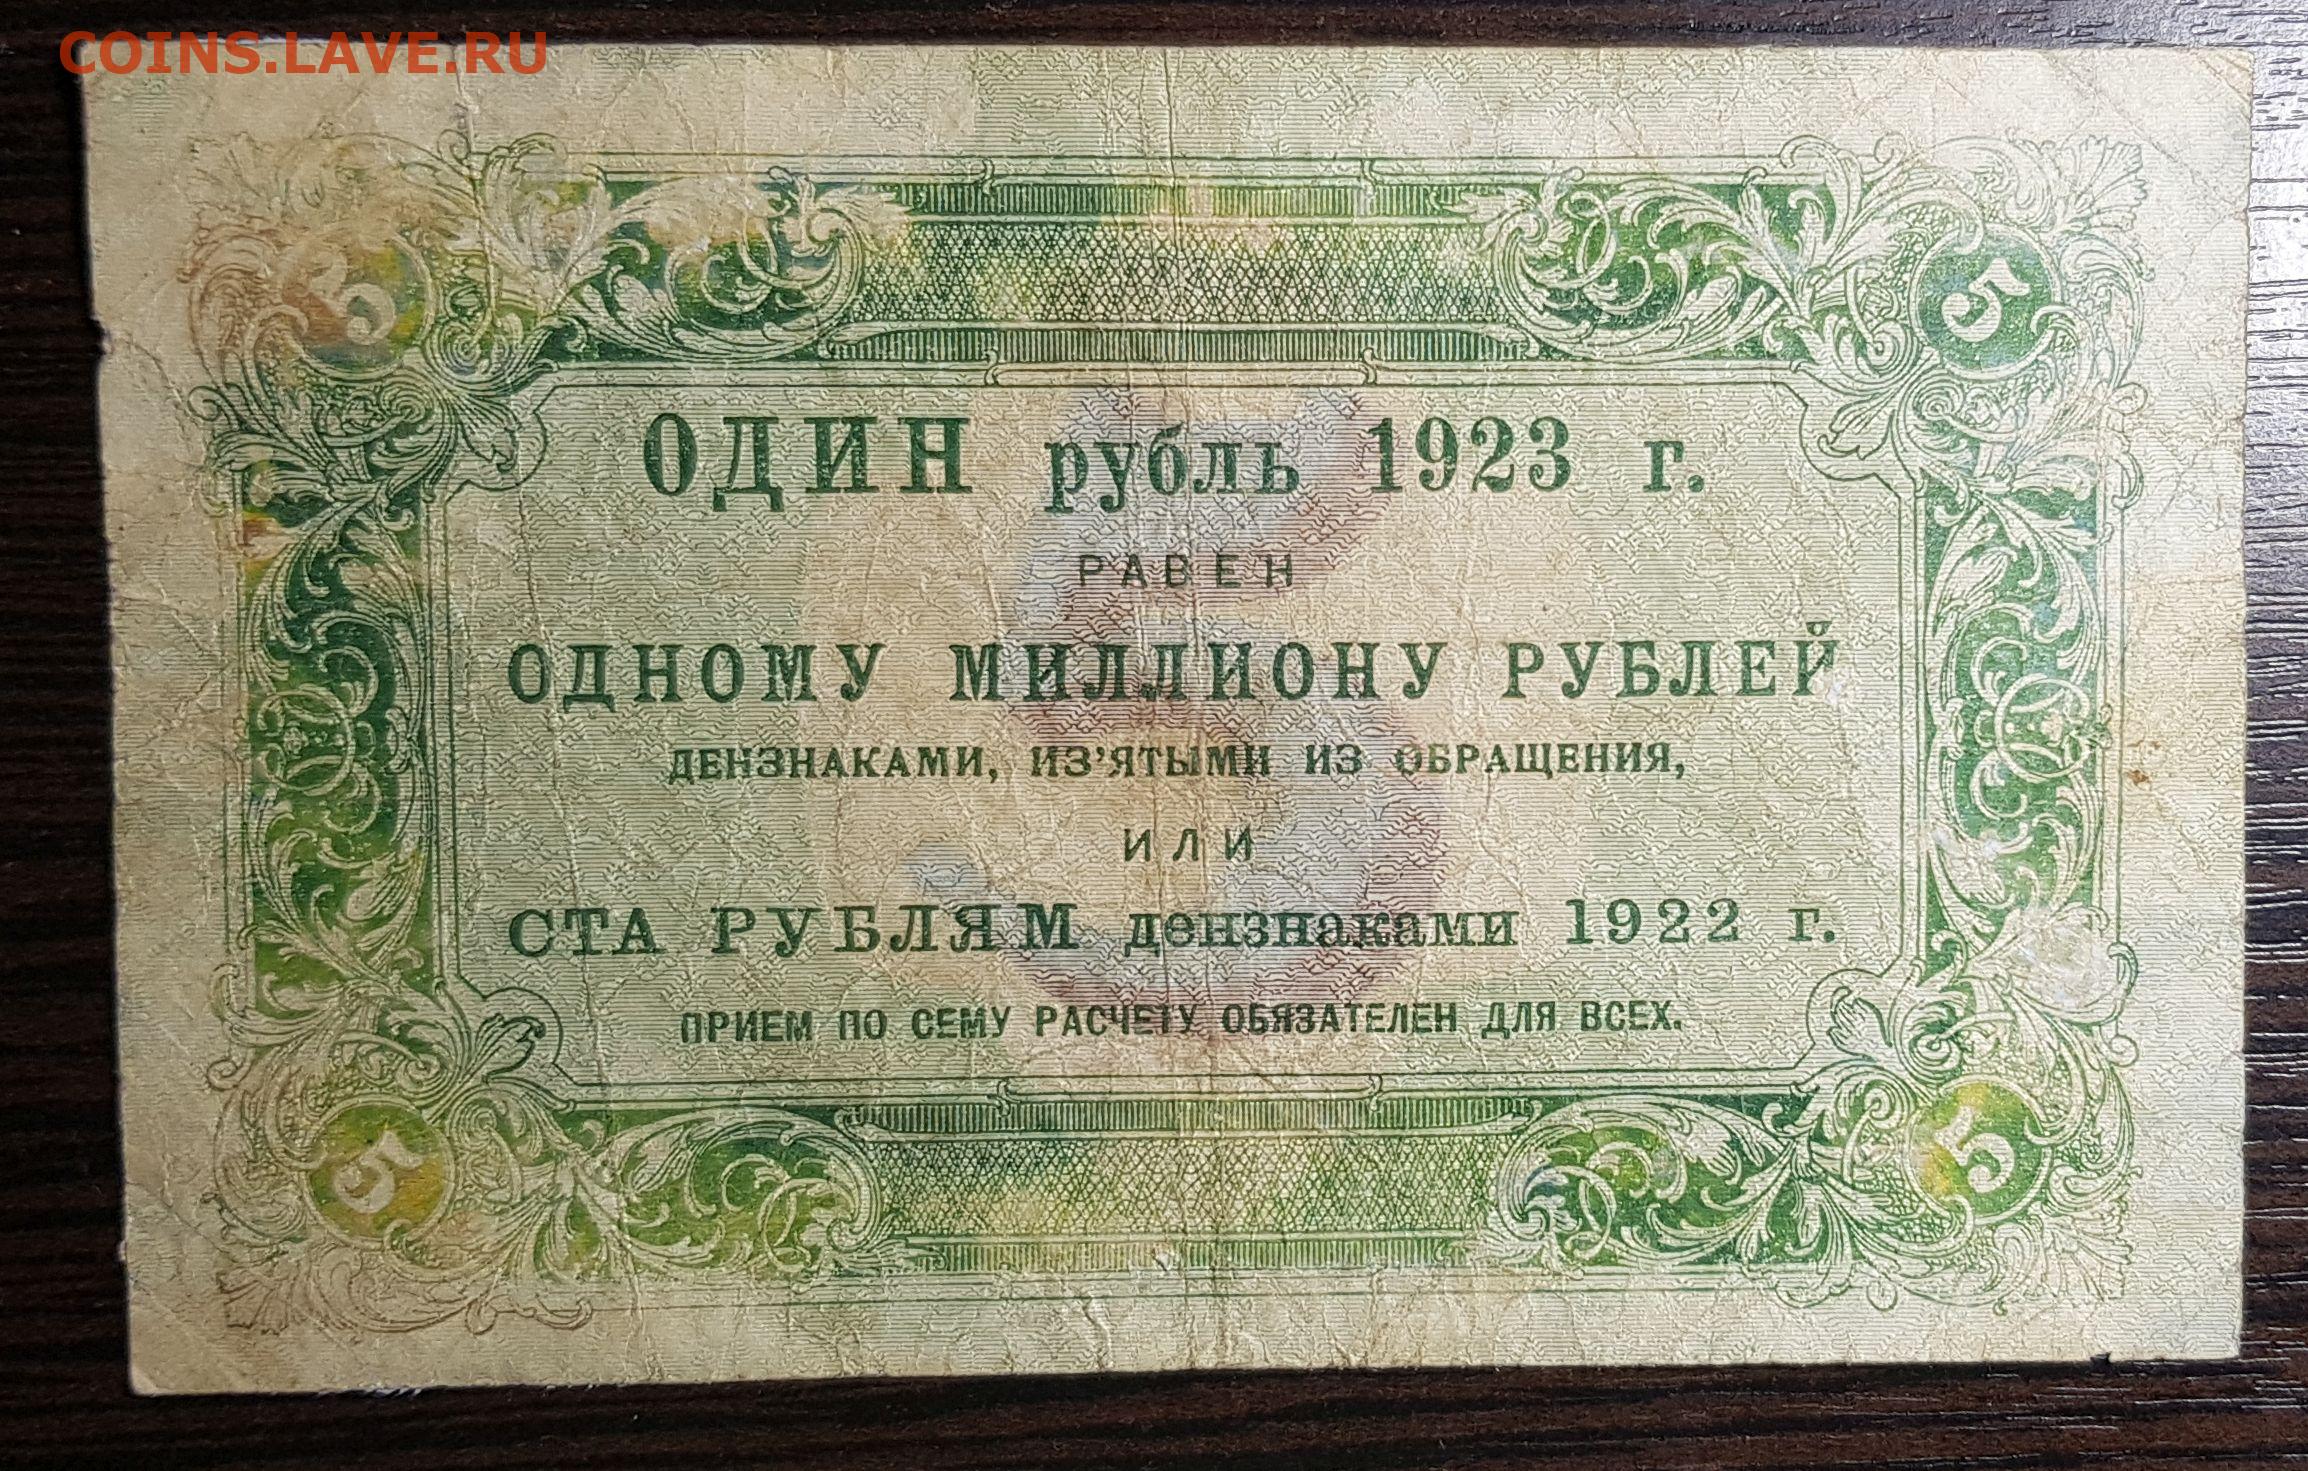 COINS.LAVE.RU
5 5
ОДИН рубль 1923 г.
РАВЕН
ОДНОМУ МИЛЛИОНУ РУБЛЕЙ
ДЕНЗНАКАМИ, ИЗ'ЯТЫМИ ИЗ ОБРАЩЕНИЯ,
ИЛИ
СТА РУБЛЯМ дензнаками 1922 г.
ПРИЕМ ПО СЕМУ РАСЧЕТУ ОБЯЗАТЕЛЕН ДЛЯ ВСЕХ.
5 5